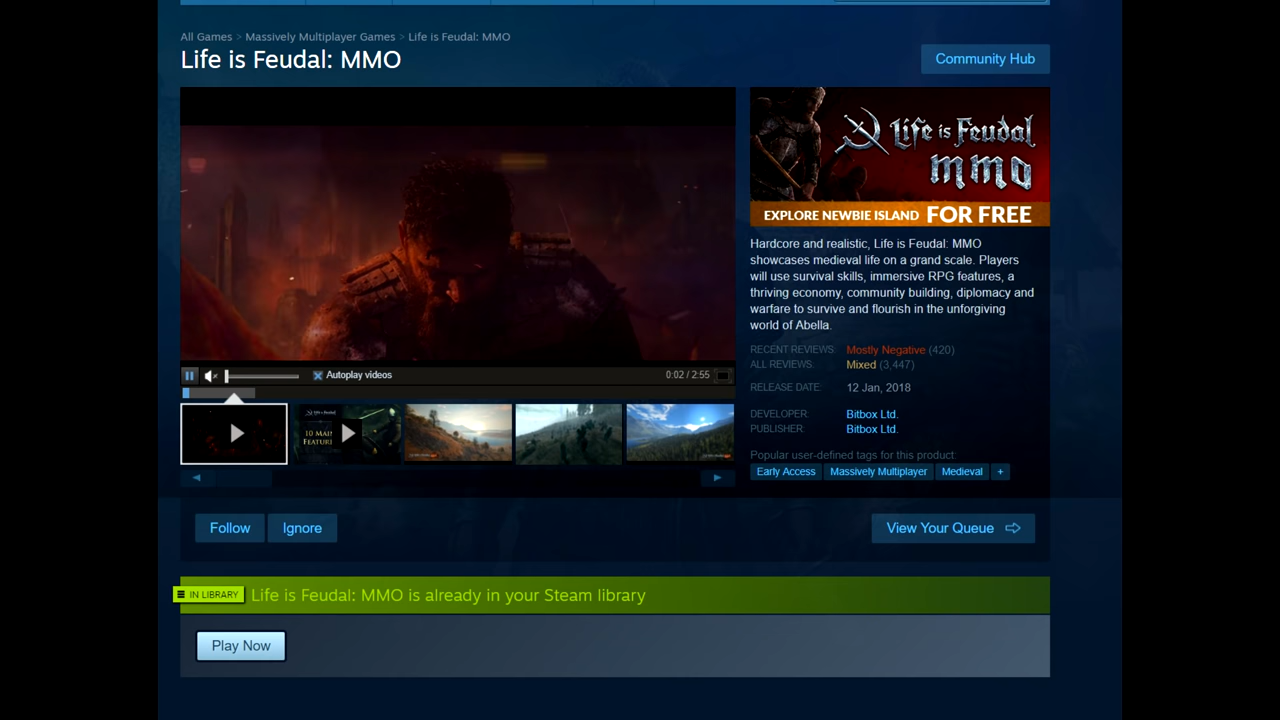 All Games > Massively Multiplayer Games > Life is Feudal: MMO
Life is Feudal: MMO
Community Hub
Life is Feudal
MMO
EXPLORE NEWBIE ISLAND FOR FREE
Hardcore and realistic, Life is Feudal: MMO
showcases medieval life on a grand scale. Players
will use survival skills, immersive RPG features, a
thriving economy, community building, diplomacy and
warfare to survive and flourish in the unforgiving
world of Abella.
RECENT REVIEWS: Mostly Negative (420)
ALL REVIEWS: Mixed (3,447)
RELEASE DATE: 12 Jan, 2018
DEVELOPER: Bitbox Ltd.
PUBLISHER: Bitbox Ltd.
Popular user-defined tags for this product:
Early Access Massively Multiplayer Medieval +
Autoplay videos
0:02 / 2:55
Life is Feudal
10 MAIN
FEATURE
Follow
Ignore
View Your Queue
IN LIBRARY
Life is Feudal: MMO is already in your Steam library
Play Now